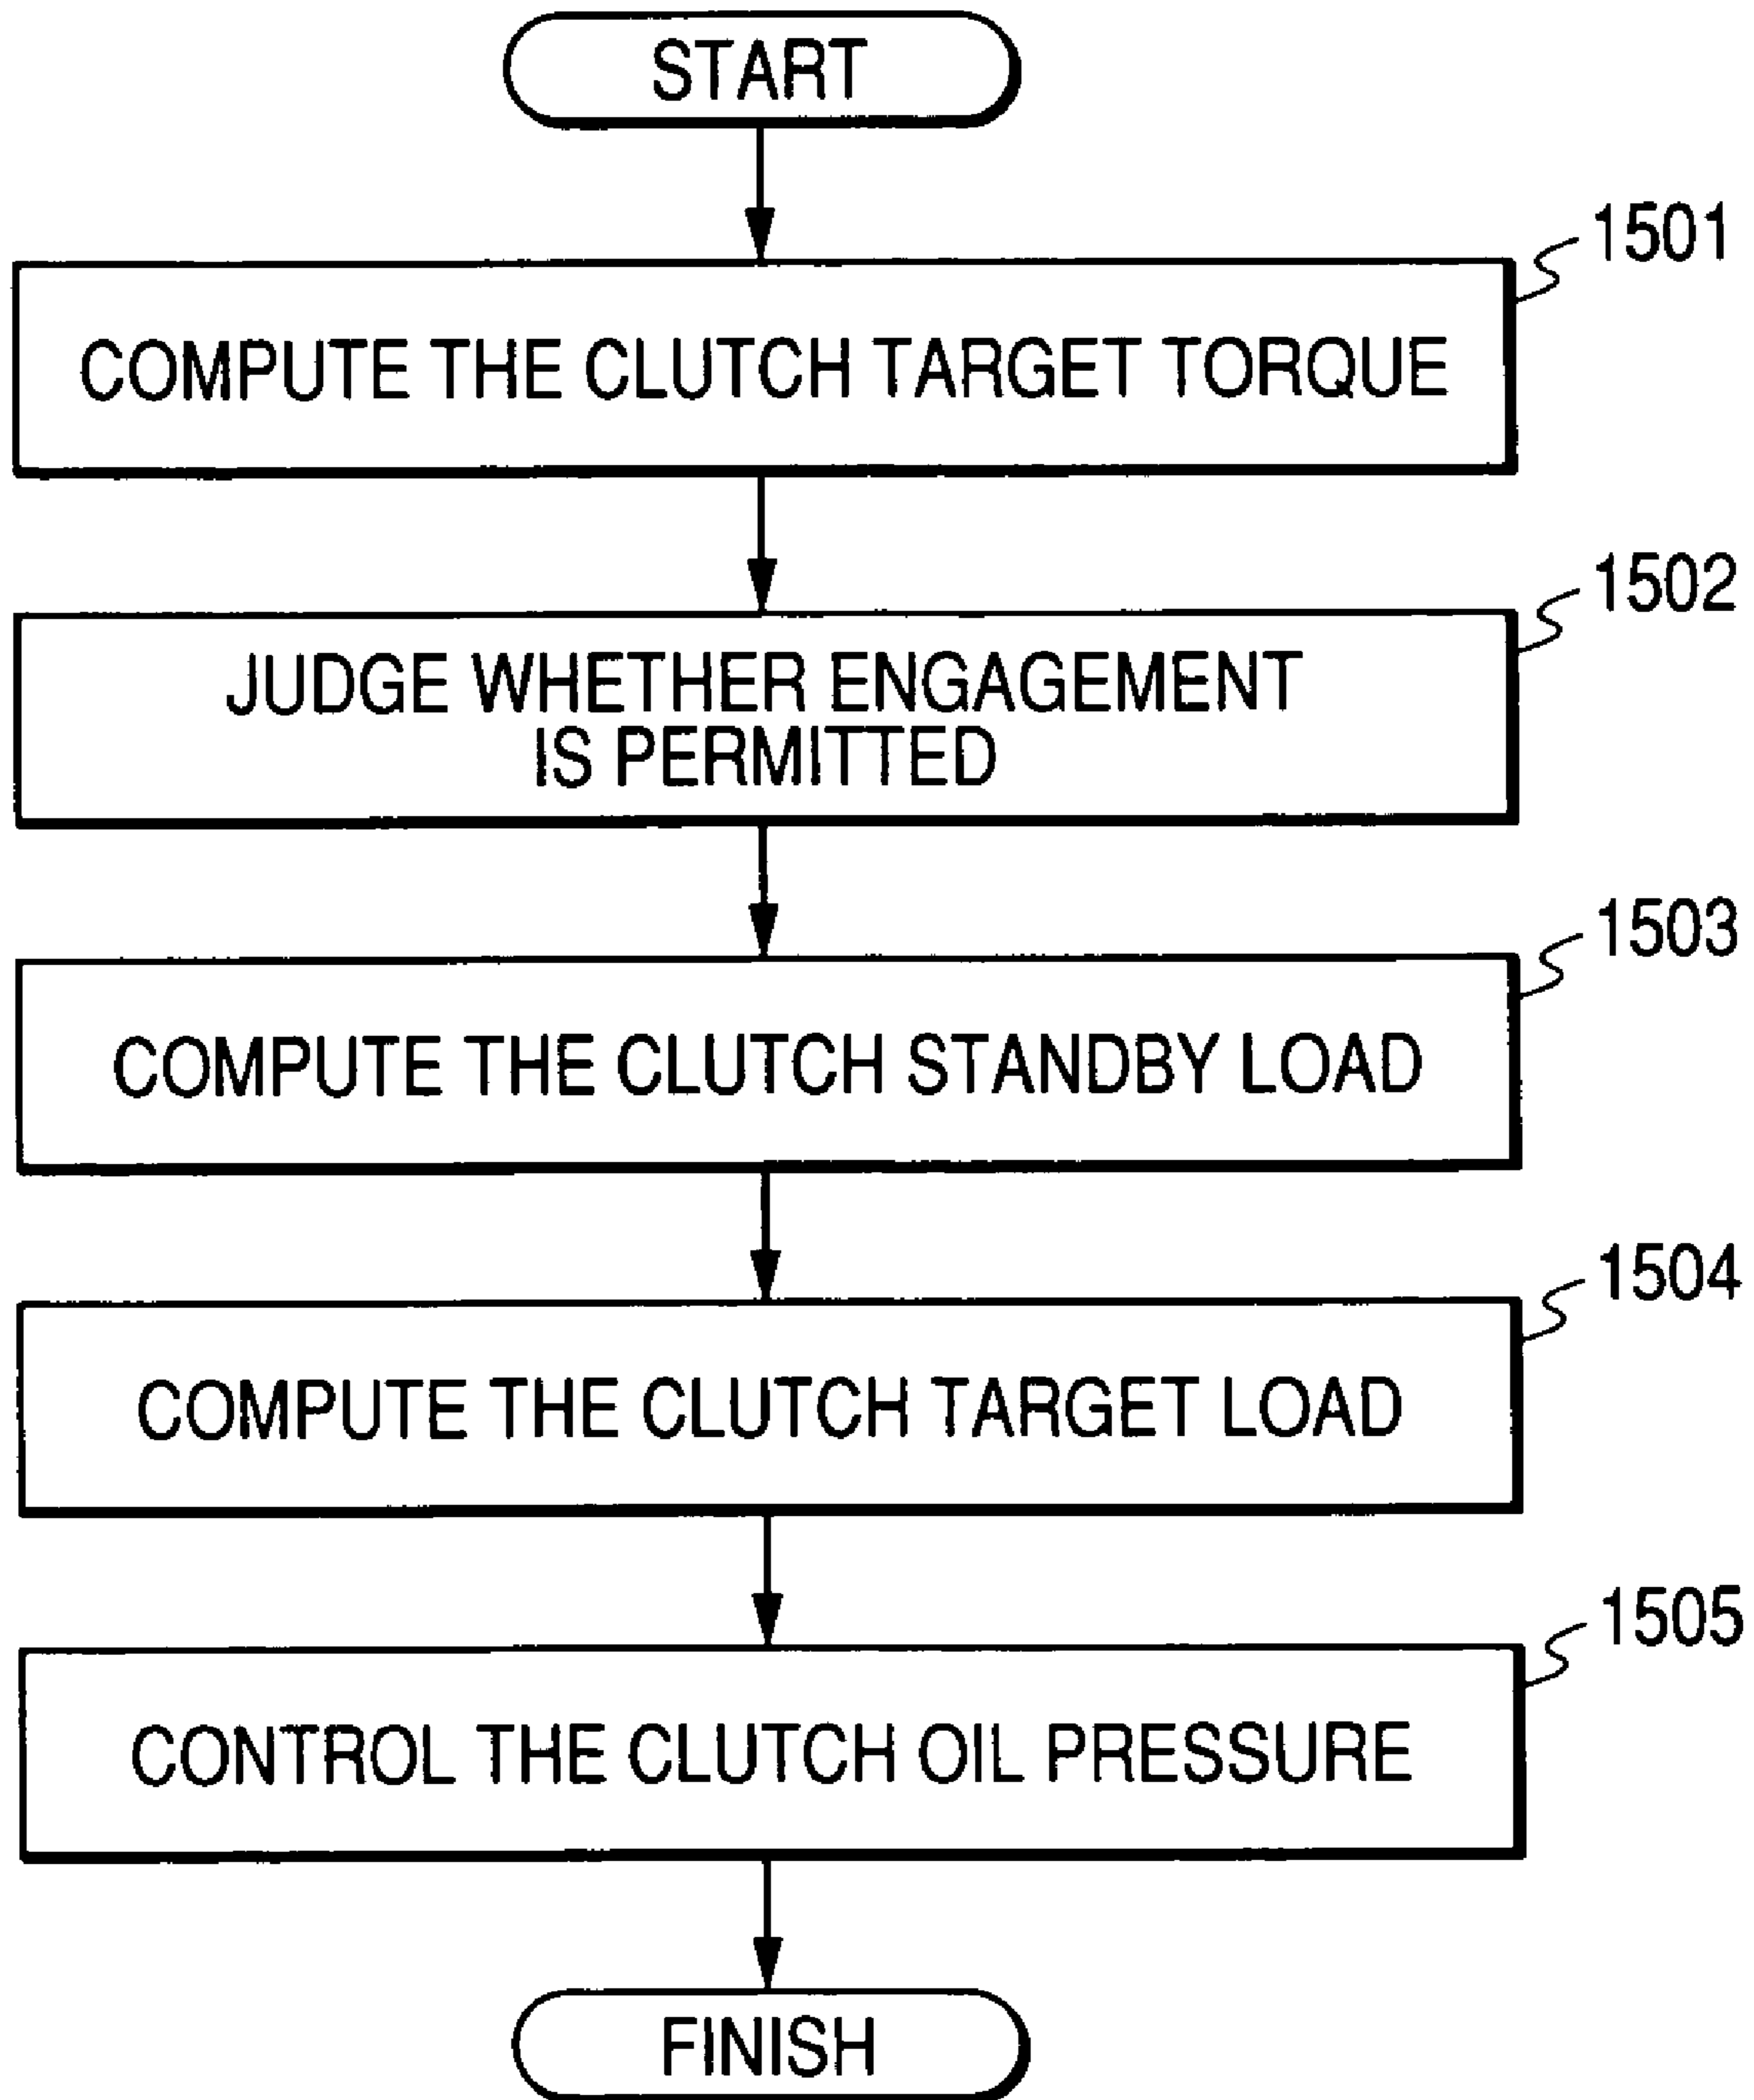 START
1501
COMPUTE THE CLUTCH TARGET TORQUE
1502
JUDGE WHETHER ENGAGEMENT
IS PERMITTED
1503
COMPUTE THE CLUTCH STANDBY LOAD
1504
COMPUTE THE CLUTCH TARGET LOAD
1505
CONTROL THE CLUTCH OIL PRESSURE
FINISH